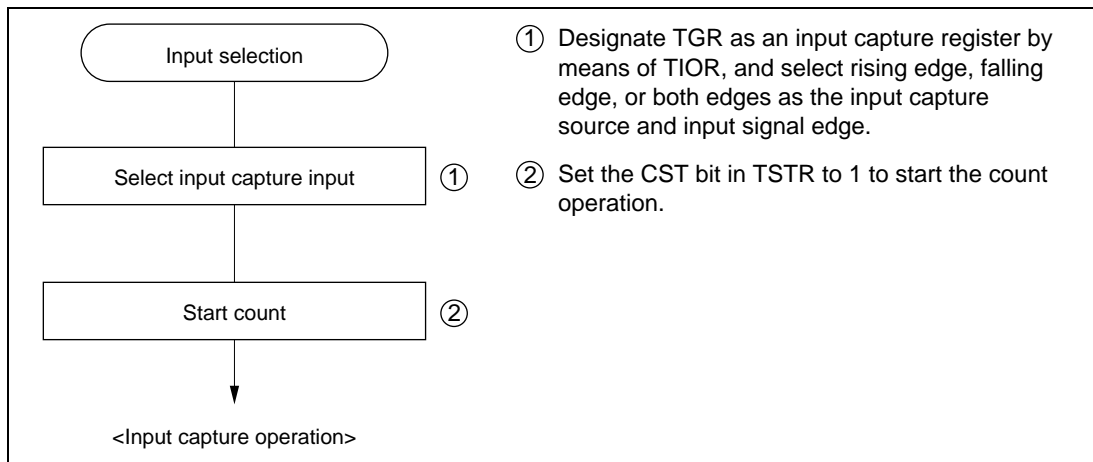 Input selection
Select input capture input
①
Start count
②
<Input capture operation>
① Designate TGR as an input capture register by
means of TIOR, and select rising edge, falling
edge, or both edges as the input capture
source and input signal edge.
② Set the CST bit in TSTR to 1 to start the count
operation.